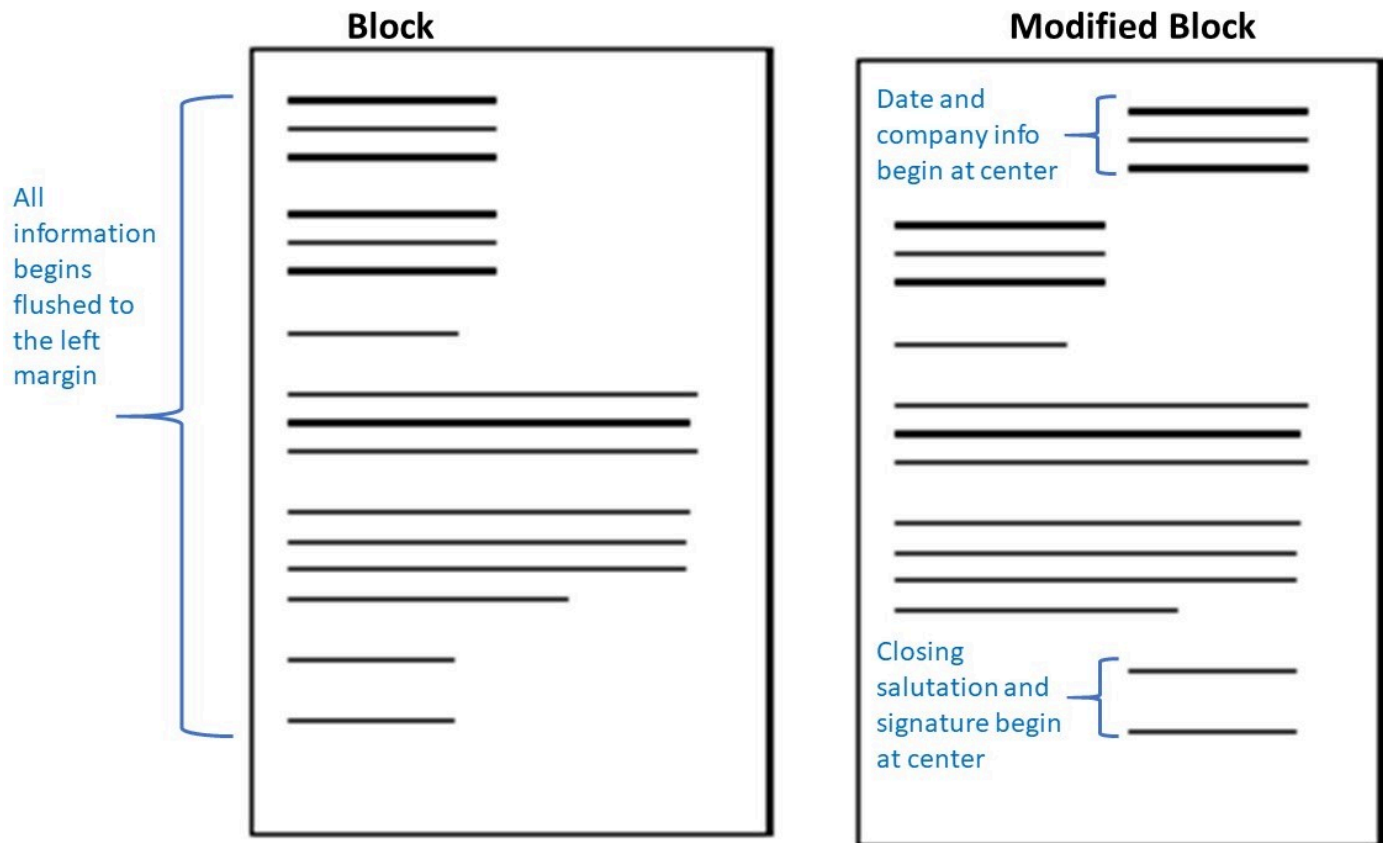 Block
All
information
begins
flushed to
the left
margin
Modified Block
Date and
company info
begin at center
Closing
salutation and
signature begin
at center